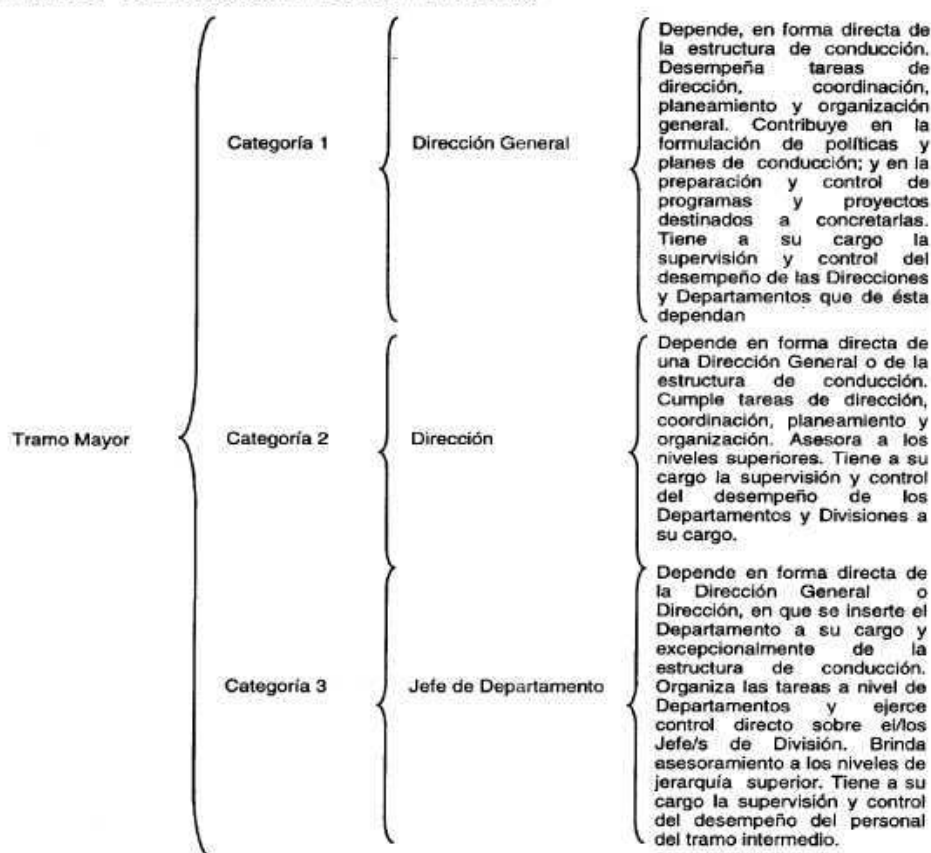 Tramo Mayor
Categoría 1
Dirección General
Depende, en forma directa de
la estructura de conducción.
Desempeña tareas de
dirección, coordinación,
planeamiento y organización
general. Contribuye en la
formulación de políticas y
planes de conducción; y en la
preparación y control de
programas y proyectos
destinados a concretarlas.
Tiene a su cargo la
supervisión y control del
desempeño de las Direcciones
y Departamentos que de ésta
dependan
Categoría 2
Dirección
Depende en forma directa de
una Dirección General o de la
estructura de conducción.
Cumple tareas de dirección,
coordinación, planeamiento y
organización. Asesora a los
niveles superiores. Tiene a su
cargo la supervisión y control
del desempeño de los
Departamentos y Divisiones a
su cargo.
Categoría 3
Jefe de Departamento
Depende en forma directa de
la Dirección General o
Dirección, en que se inserte el
Departamento a su cargo y
excepcionalmente de la
estructura de conducción.
Organiza las tareas a nivel de
Departamentos y ejerce
control directo sobre el/los
Jefe/s de División. Brinda
asesoramiento a los niveles de
jerarquía superior. Tiene a su
cargo la supervisión y control
del desempeño del personal
del tramo intermedio.